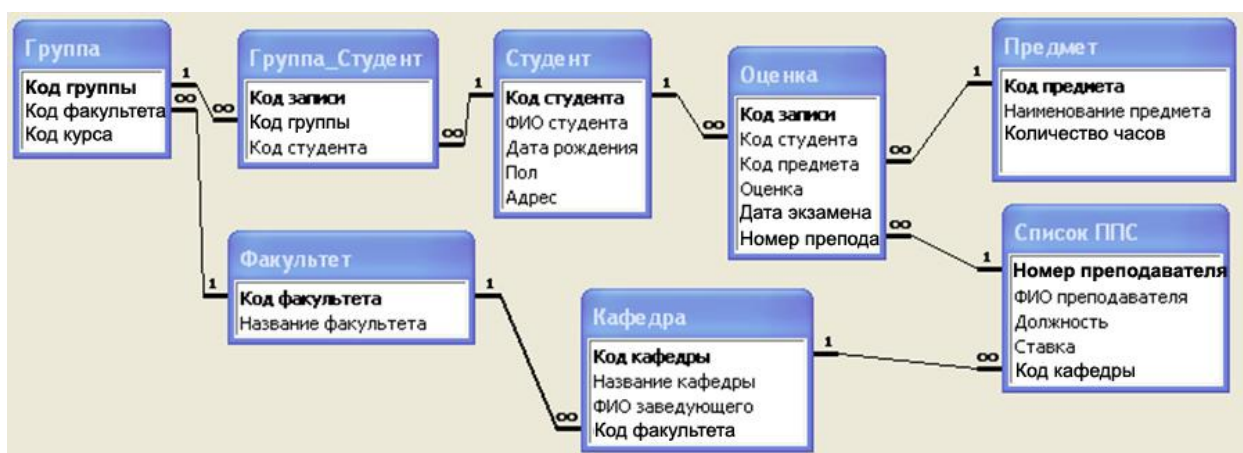 Группа
Код группы
Код факультета
Код курса
1
∞
∞
Группа_Студент
Код записи
Код группы
Код студента
∞
1
Студент
Код студента
ФИО студента
Дата рождения
Пол
Адрес
1
∞
Оценка
Код записи
Код студента
Код предмета
Оценка
Дата экзамена
Номер препода
∞
∞
1
Предмет
Код предмета
Наименование предмета
Количество часов
1
Список ППС
Номер преподавателя
ФИО преподавателя
Должность
Ставка
Код кафедры
∞
1
Факультет
Код факультета
Название факультета
1
∞
Кафедра
Код кафедры
Название кафедры
ФИО заведующего
Код факультета
1